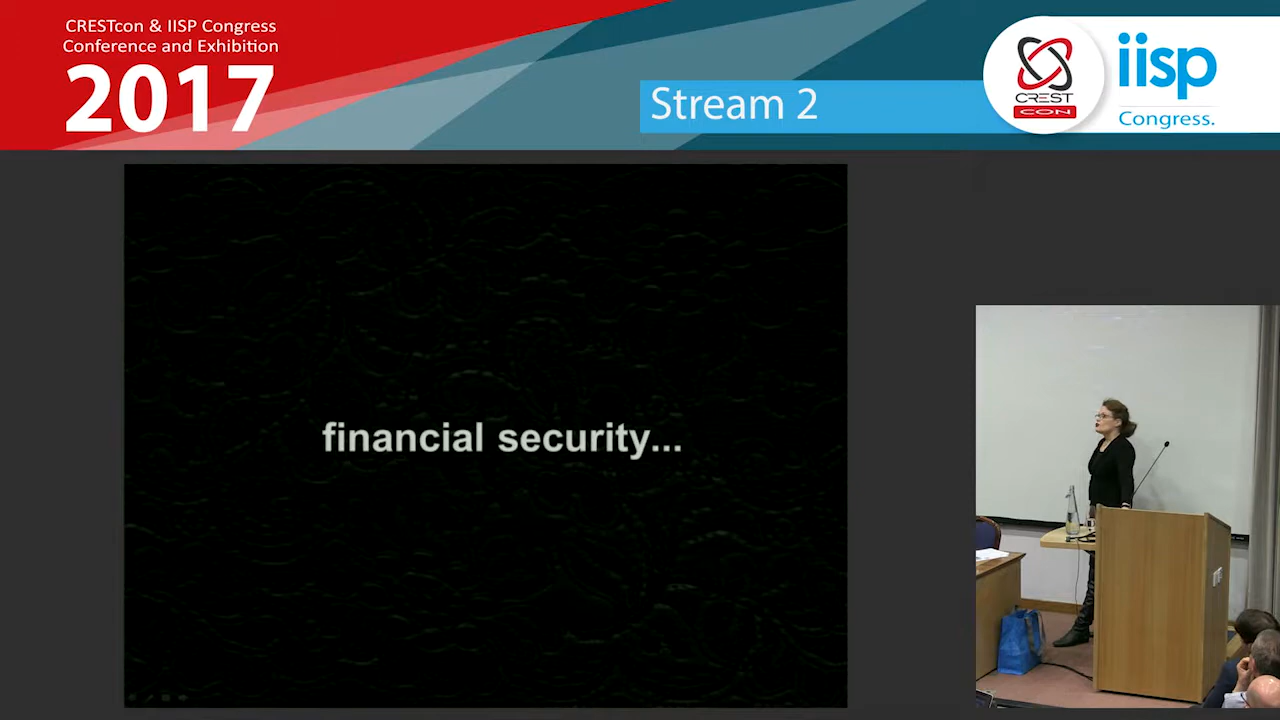 CRESTcon & IISP Congress
Conference and Exhibition
2017
Stream 2
CREST
CON
iisp
Congress.
financial security...